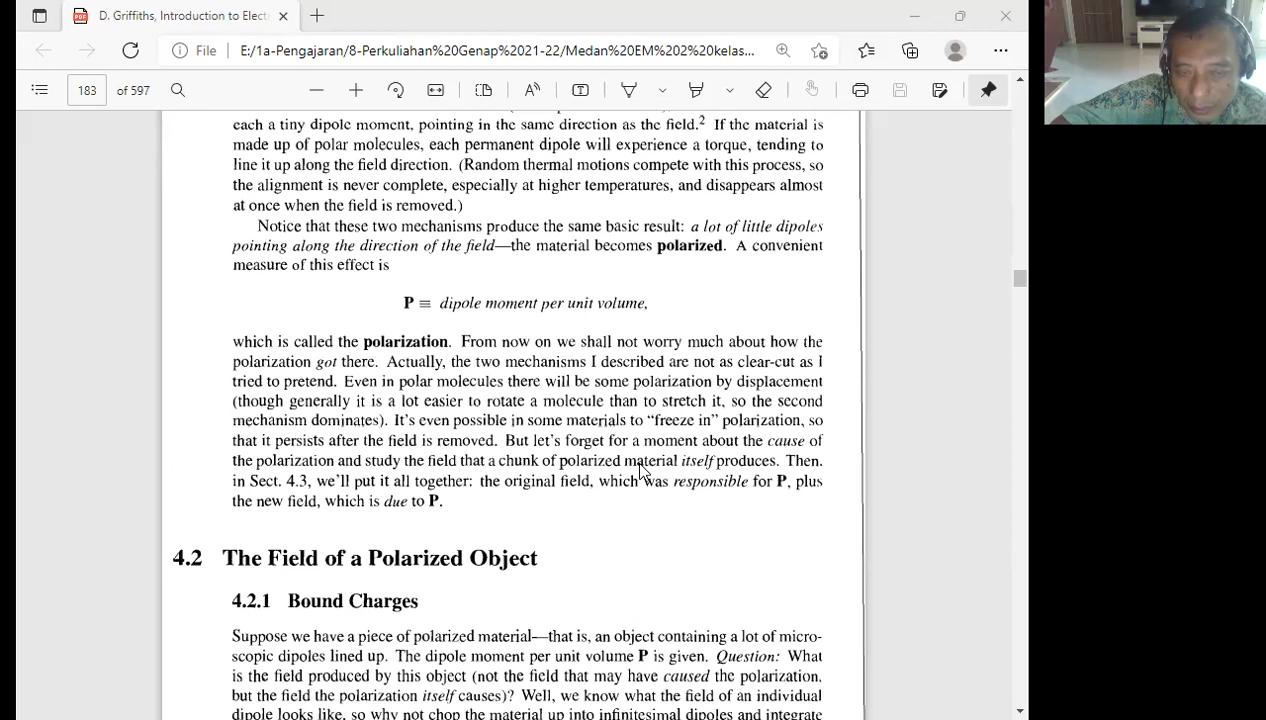 D. Griffiths, Introduction to Elect
File
E:/1a-Pengajaran/8-Perkuliahan%20Genap%2021-22/Medan%20EM%202%20kelas...
183 of 597
each a tiny dipole moment, pointing in the same direction as the field.² If the material is
made up of polar molecules, each permanent dipole will experience a torque, tending to
line it up along the field direction. (Random thermal motions compete with this process, so
the alignment is never complete, especially at higher temperatures, and disappears almost
at once when the field is removed.)
Notice that these two mechanisms produce the same basic result: a lot of little dipoles
pointing along the direction of the field—the material becomes polarized. A convenient
measure of this effect is
P ≡ dipole moment per unit volume,
which is called the polarization. From now on we shall not worry much about how the
polarization got there. Actually, the two mechanisms I described are not as clear-cut as I
tried to pretend. Even in polar molecules there will be some polarization by displacement
(though generally it is a lot easier to rotate a molecule than to stretch it, so the second
mechanism dominates). It's even possible in some materials to “freeze in” polarization, so
that it persists after the field is removed. But let's forget for a moment about the cause of
the polarization and study the field that a chunk of polarized material itself produces. Then,
in Sect. 4.3, we'll put it all together: the original field, which was responsible for P, plus
the new field, which is due to P.
4.2 The Field of a Polarized Object
4.2.1 Bound Charges
Suppose we have a piece of polarized material—that is, an object containing a lot of micro-
scopic dipoles lined up. The dipole moment per unit volume P is given. Question: What
is the field produced by this object (not the field that may have caused the polarization,
but the field the polarization itself causes)? Well, we know what the field of an individual
dipole looks like, so why not chop the material up into infinitesimal dipoles and integrate